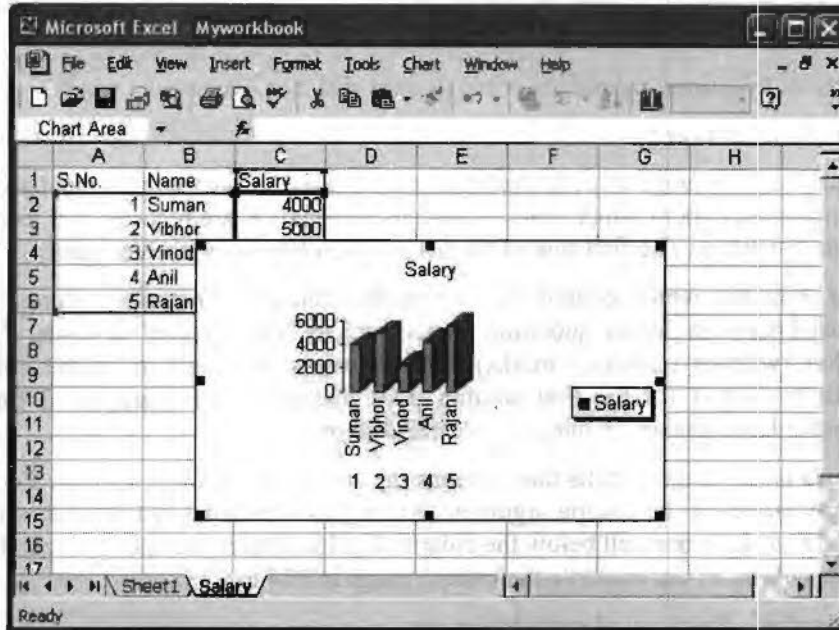 Microsoft Excel - Myworkbook
File Edit View Insert Format Tools Chart Window Help
Chart Area fx
A B C D E F G H
1 S.No. Name Salary
2 1 Suman 4000
3 2 Vibhor 5000
4 3 Vinod
5 4 Anil
6 5 Rajan
7
8
9
10
11
12
13
14
15
16
17
Salary
6000
4000
2000
0
Suman Vibhor Vinod Anil Rajan
1 2 3 4 5
Salary
Sheet1 Salary
Ready